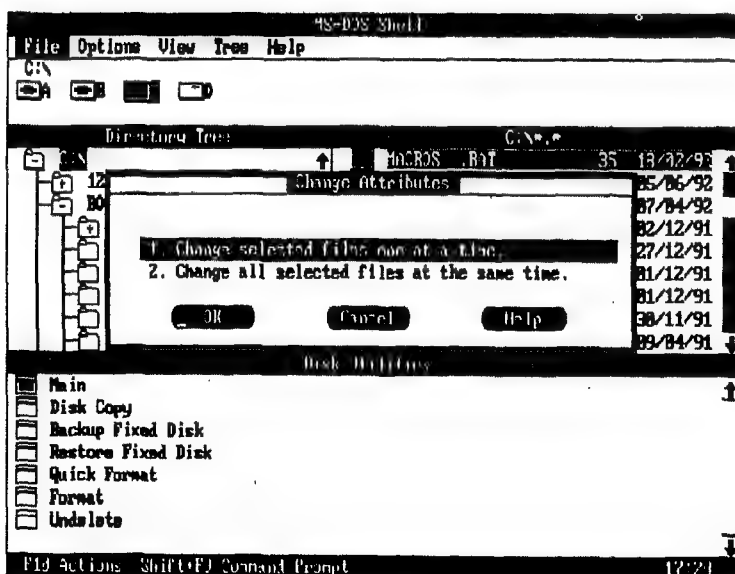 MS-DOS Shell
File Options View Tree Help
C:\
A B C D
Directory Tree
C:\*.*
C:\
MACROS .BAT 35 18/02/93
12
05/06/92
BO
07/04/92
02/12/91
27/12/91
01/12/91
01/12/91
30/11/91
09/04/91
Change Attributes
1. Change selected files one at a time.
2. Change all selected files at the same time.
OK Cancel Help
Disk Utilities
Main
Disk Copy
Backup Fixed Disk
Restore Fixed Disk
Quick Format
Format
Undelete
F10 Actions Shift+F9 Command Prompt